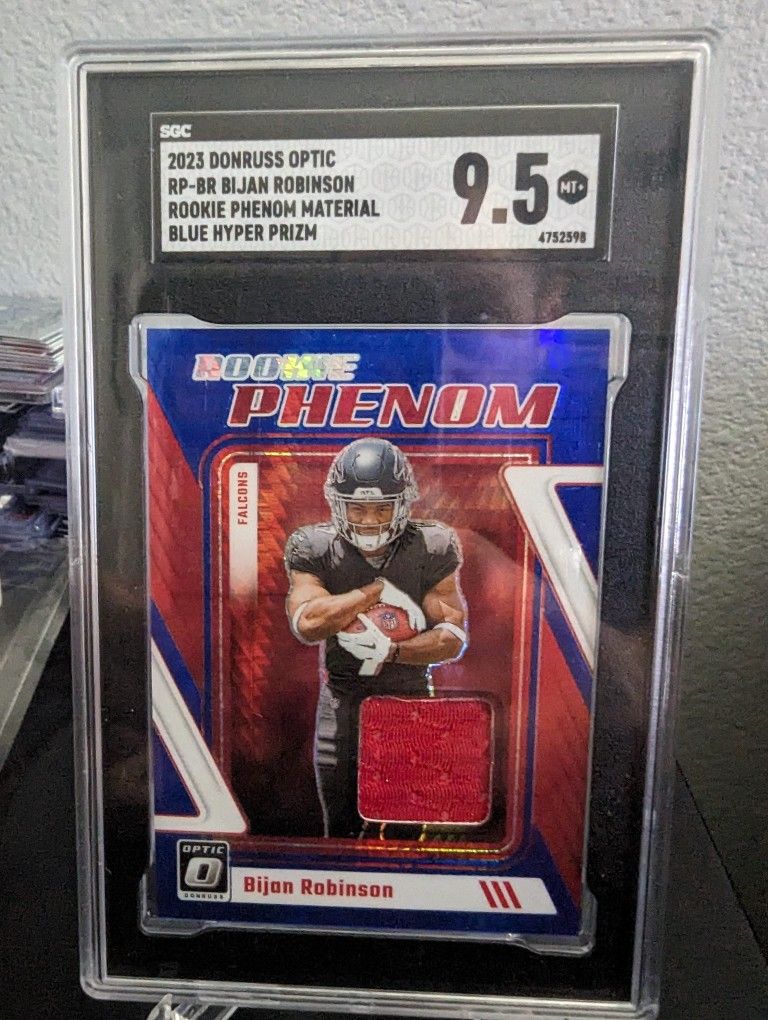 SGC
2023 DONRUSS OPTIC
RP-BR BIJAN ROBINSON
ROOKIE PHENOM MATERIAL
BLUE HYPER PRIZM
9.5
MT+
4752598
ROOKIE
PHENOM
FALCONS
OPTIC
DONRUSS
Bijan Robinson